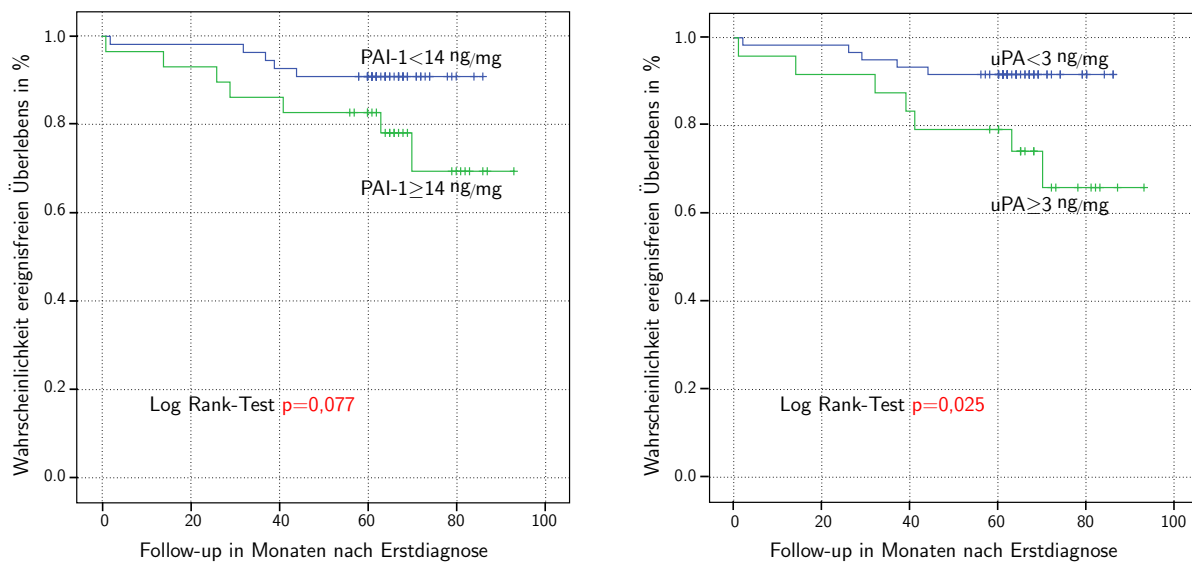 Wahrscheinlichkeit ereignisfreien Überlebens in %
1.0
0.8
0.6
0.4
0.2
0.0
PAI-1<14 ng/mg
PAI-1≥14 ng/mg
Log Rank-Test p=0,077
0 20 40 60 80 100
Follow-up in Monaten nach Erstdiagnose
Wahrscheinlichkeit ereignisfreien Überlebens in %
1.0
0.8
0.6
0.4
0.2
0.0
uPA<3 ng/mg
uPA≥3 ng/mg
Log Rank-Test p=0,025
0 20 40 60 80 100
Follow-up in Monaten nach Erstdiagnose